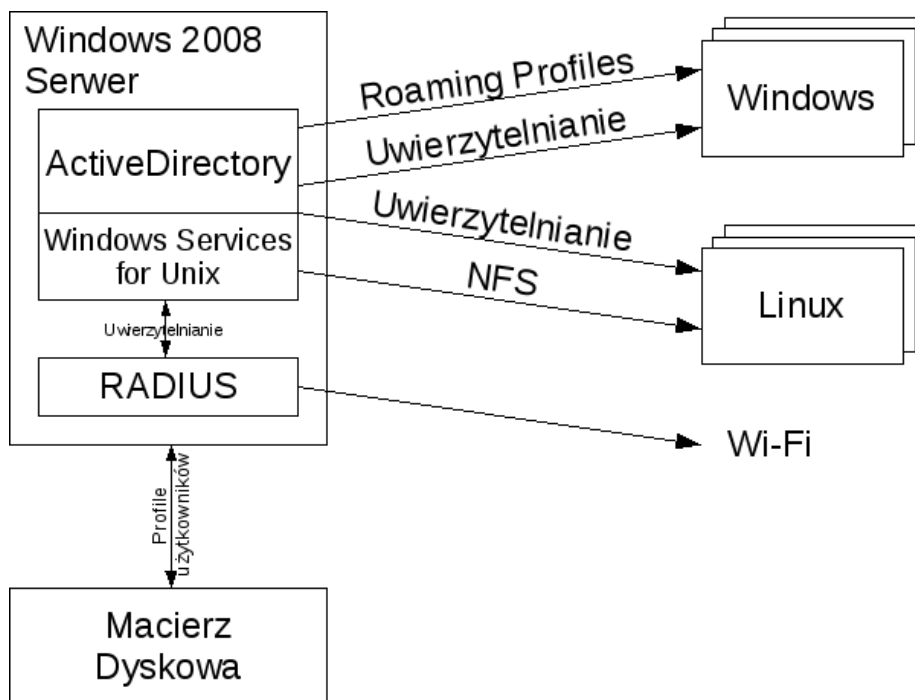 Windows 2008
Serwer
ActiveDirectory
Windows Services
for Unix
Uwierzytelnianie
RADIUS
Profile
użytkowników
Macierz
Dyskowa
Roaming Profiles
Uwierzytelnianie
Uwierzytelnianie
NFS
Windows
Linux
Wi-Fi